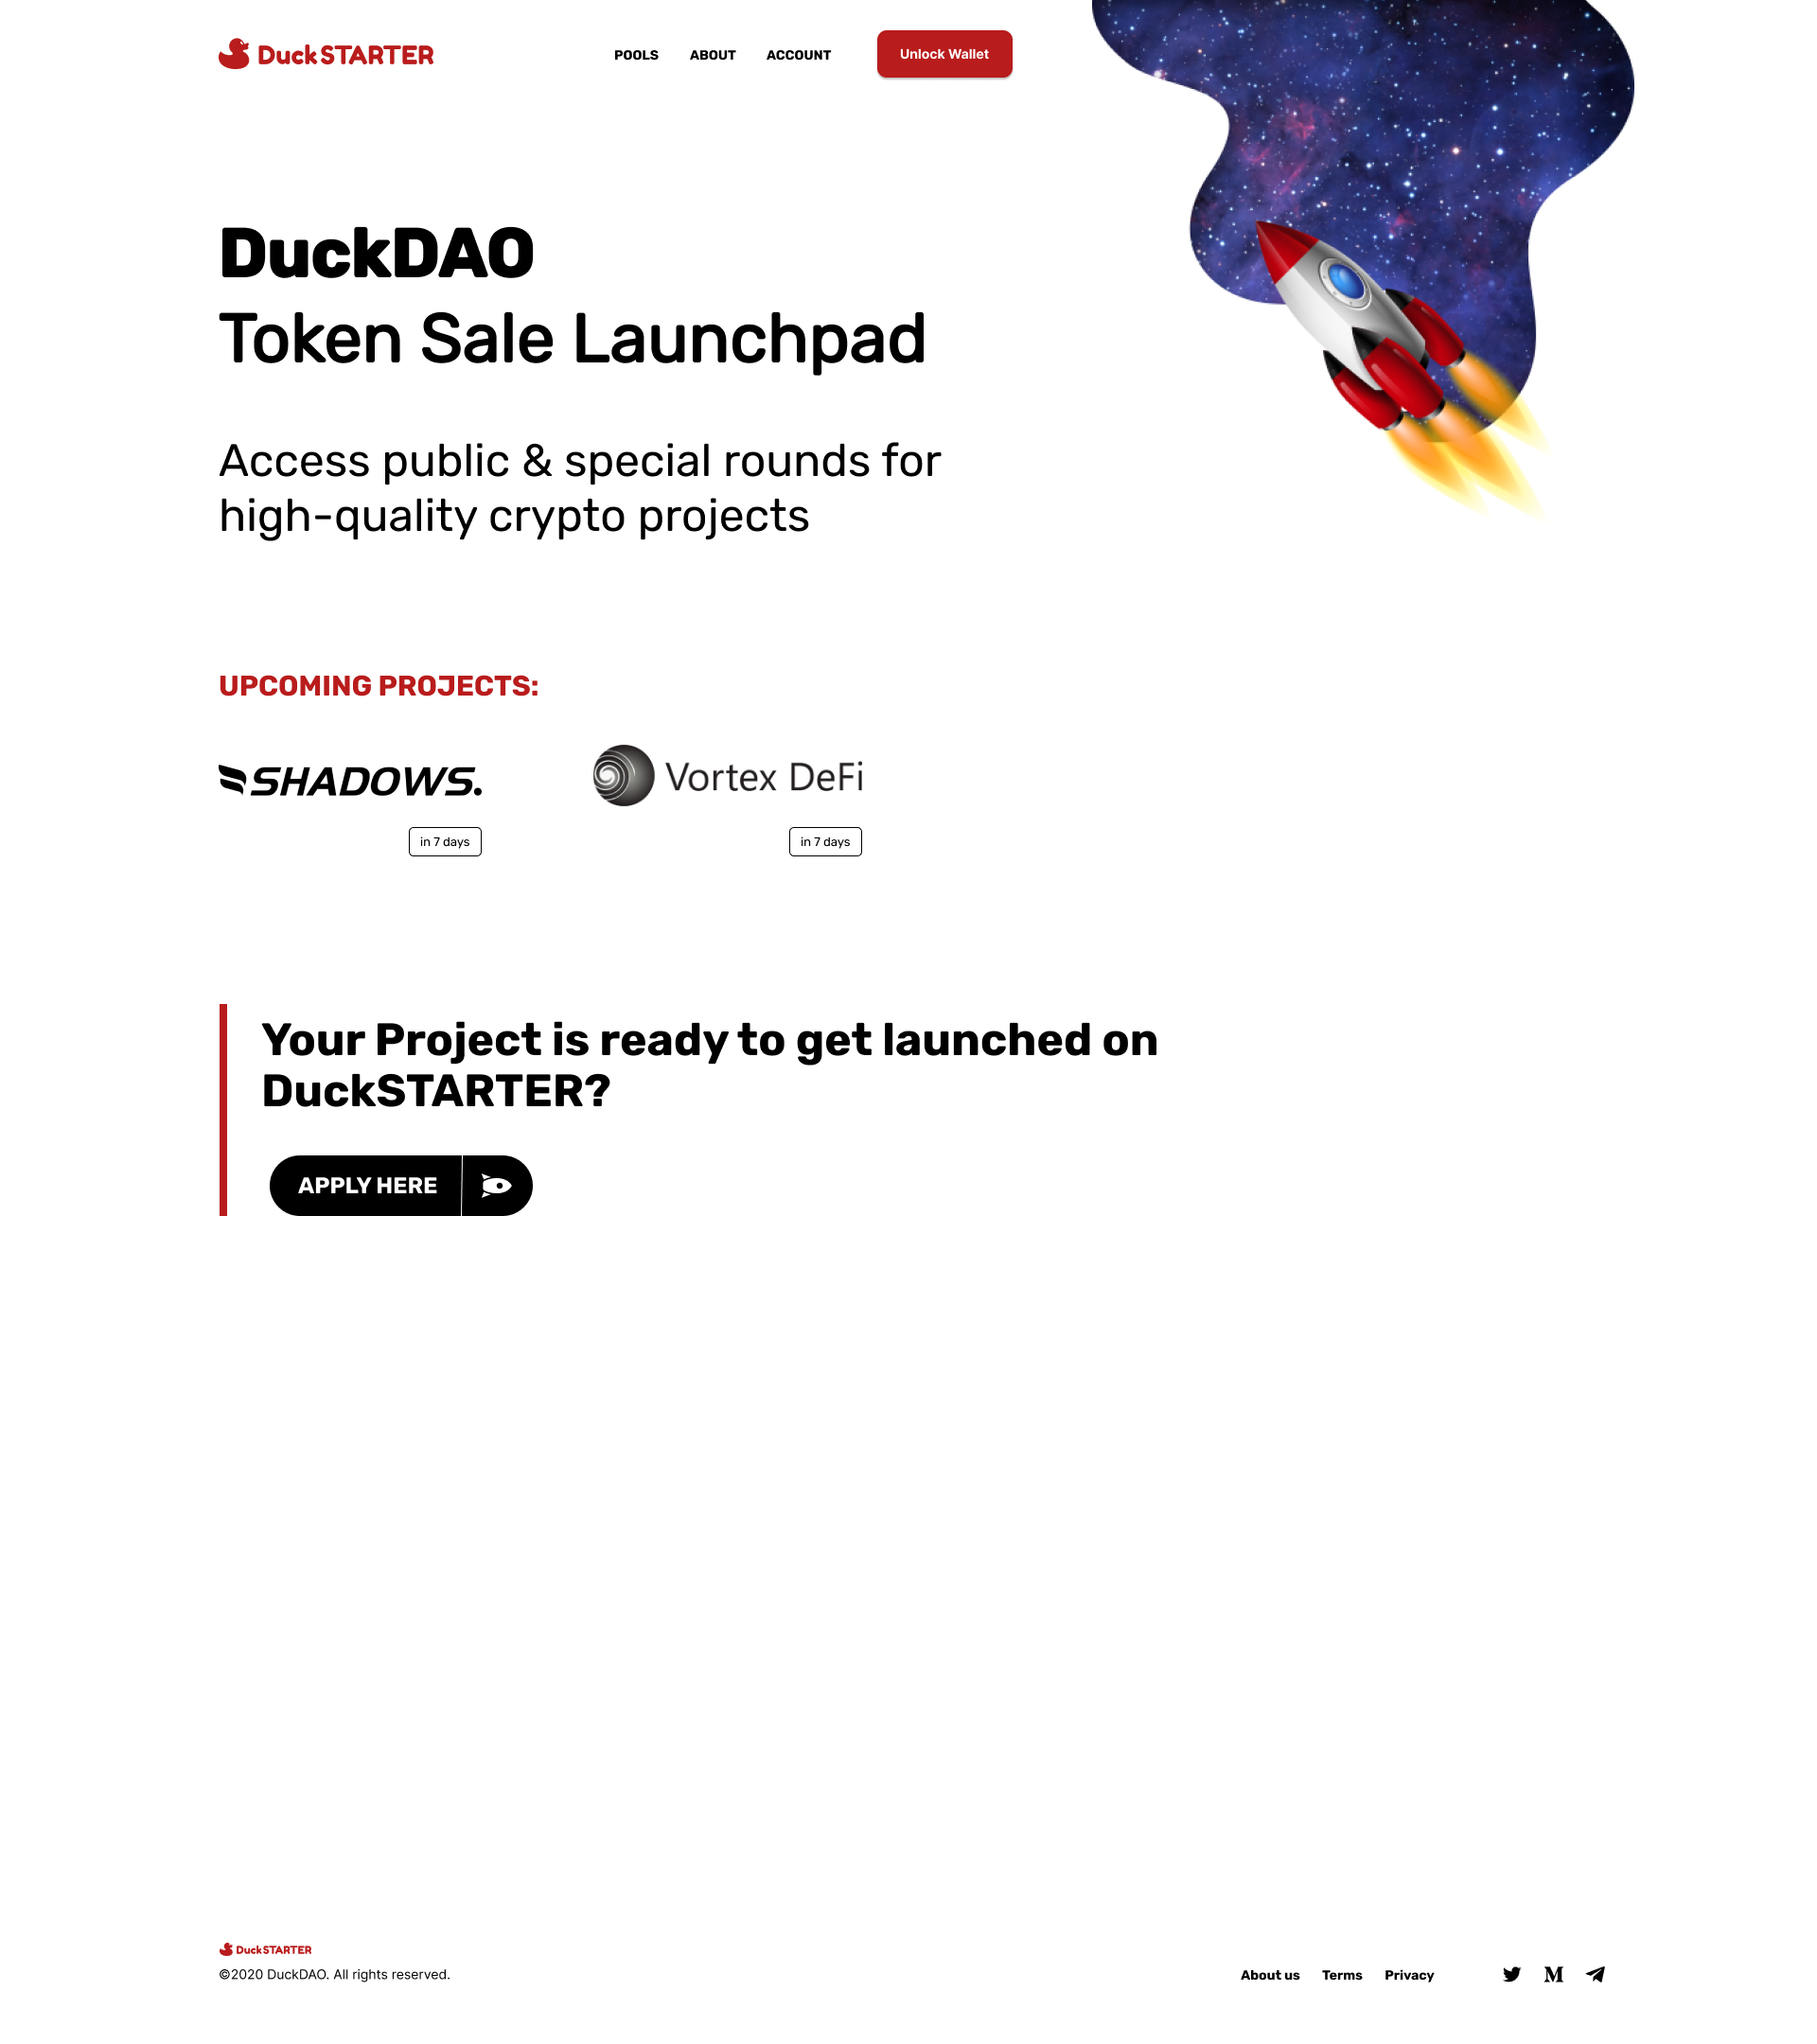 DuckSTARTER
POOLS ABOUT ACCOUNT Unlock Wallet
DuckDAO
Token Sale Launchpad
Access public & special rounds for
high-quality crypto projects
UPCOMING PROJECTS:
SHADOWS.
Vortex DeFi
in 7 days
in 7 days
Your Project is ready to get launched on
DuckSTARTER?
APPLY HERE
DuckSTARTER
©2020 DuckDAO. All rights reserved.
About us Terms Privacy